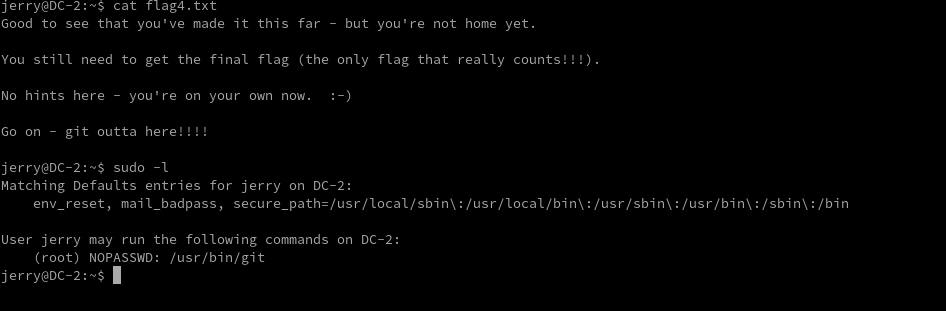 jerry@DC-2:~$ cat flag4.txt
Good to see that you've made it this far - but you're not home yet.
You still need to get the final flag (the only flag that really counts!!!).
No hints here - you're on your own now.  :-)
Go on - git outta here!!!!
jerry@DC-2:~$ sudo -l
Matching Defaults entries for jerry on DC-2:
    env_reset, mail_badpass, secure_path=/usr/local/sbin\:/usr/local/bin\:/usr/sbin\:/usr/bin\:/sbin\:/bin
User jerry may run the following commands on DC-2:
    (root) NOPASSWD: /usr/bin/git
jerry@DC-2:~$